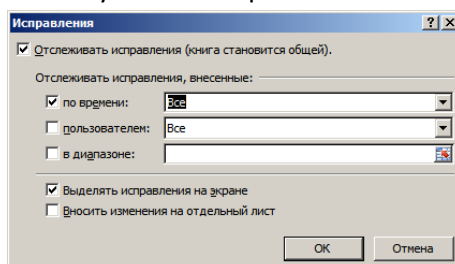 Исправления
Отслеживать исправления (книга становится общей).
Отслеживать исправления, внесенные:
по времени: Все
пользователем: Все
в диапазоне:
Выделять исправления на экране
Вносить изменения на отдельный лист
ОК Отмена